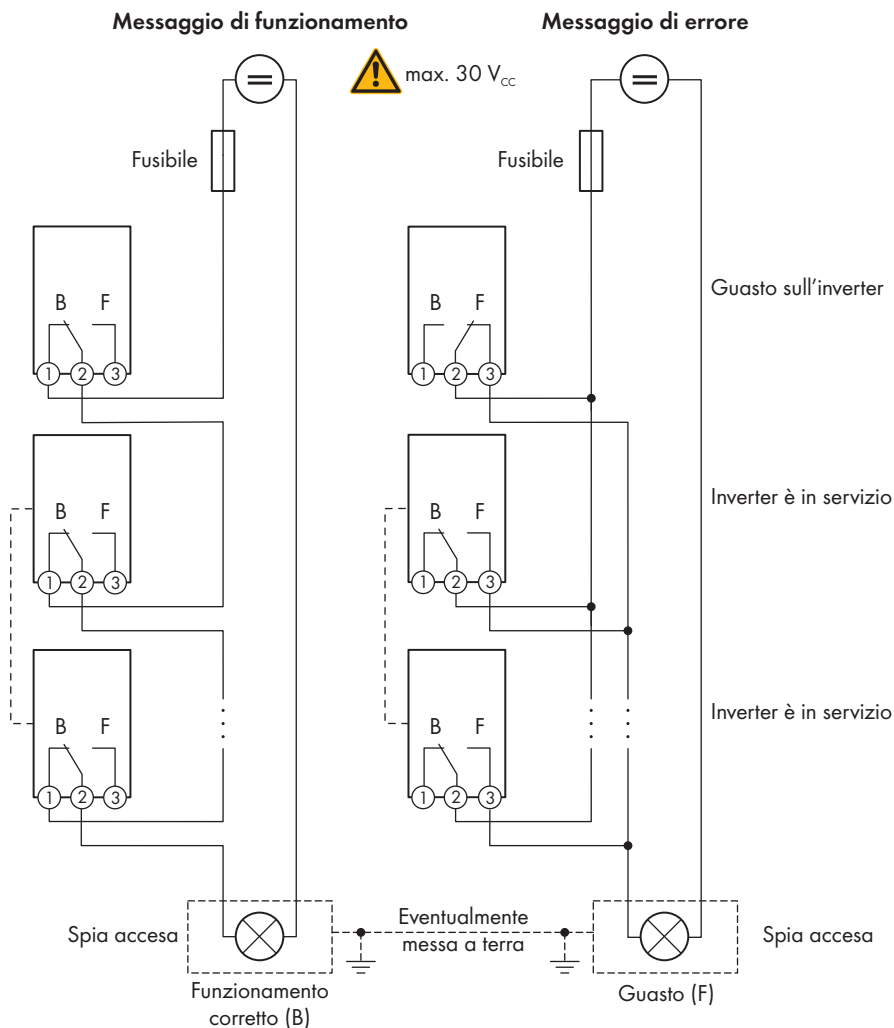 Messaggio di funzionamento
Messaggio di errore
max. 30 V_CC
Fusibile
Fusibile
B F
1 2 3
B F
1 2 3
Guasto sull'inverter
B F
1 2 3
B F
1 2 3
Inverter è in servizio
B F
1 2 3
B F
1 2 3
Inverter è in servizio
Spia accesa
Eventualmente
messa a terra
Spia accesa
Funzionamento
corretto (B)
Guasto (F)